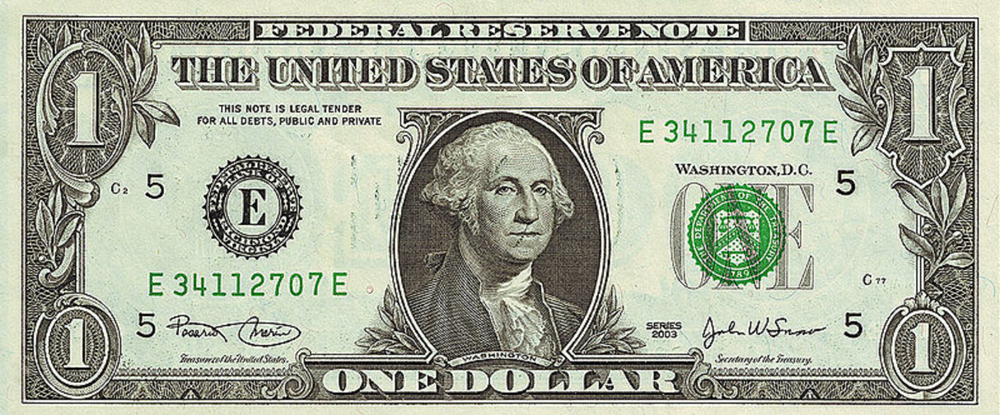 FEDERAL RESERVE NOTE
THE UNITED STATES OF AMERICA
1
1
THIS NOTE IS LEGAL TENDER
FOR ALL DEBTS, PUBLIC AND PRIVATE
E 34112707 E
WASHINGTON, D.C.
C2
5
5
BANK OF
E
VIRGINIA
ONE
THE DEPARTMENT OF THE TREASURY
1789
E 34112707 E
C 77
5
Rosario Marin
Treasurer of the United States.
SERIES
2003
John W Snow
Secretary of the Treasury.
5
1
WASHINGTON
1
ONE DOLLAR